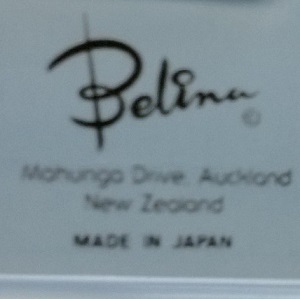 Belina ©
Mahunga Drive, Auckland
New Zealand
MADE IN JAPAN